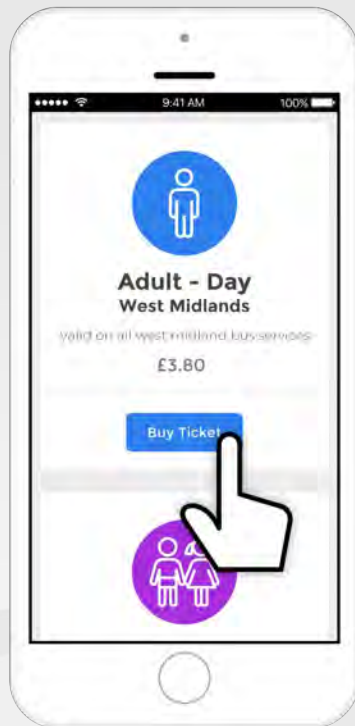 9:41 AM 100%
Adult - Day
West Midlands
valid on all west midland bus services
£3.80
Buy Ticket